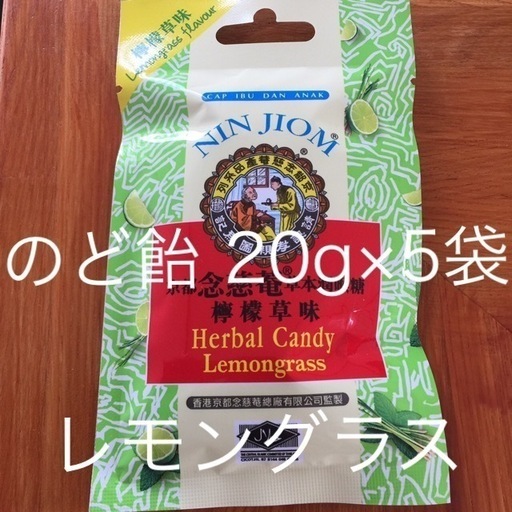 檸檬草味
Lemongrass flavour
CAP IBU DAN ANAK
NIN JIOM
のど飴 20g×5袋
京都念慈菴®
檸檬草味
Herbal Candy
Lemongrass
香港京都念慈菴總廠有限公司監製
レモングラス